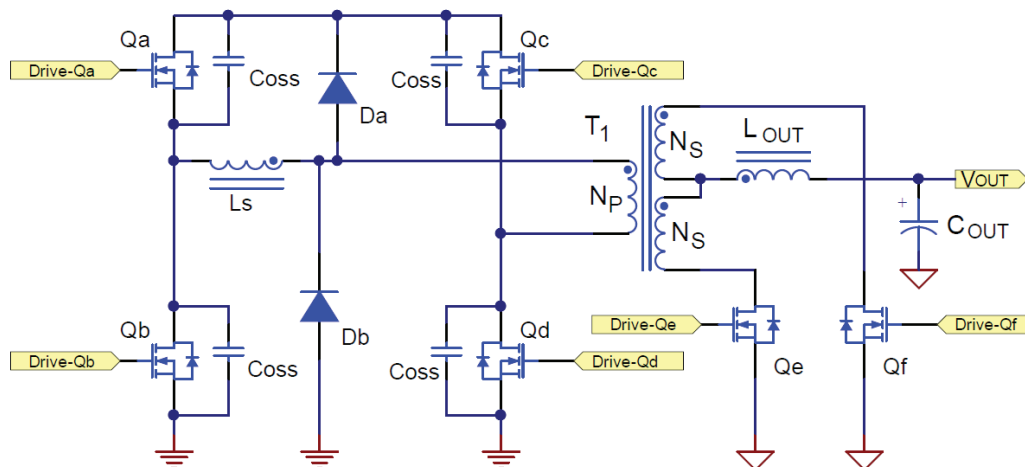 Qa
Qc
Drive-Qa
Coss
Coss
Drive-Qc
Da
T1
NS
LOUT
Ls
NP
NS
VOUT
+
COUT
Qb
Db
Qd
Drive-Qb
Coss
Coss
Drive-Qd
Drive-Qe
Drive-Qf
Qe
Qf